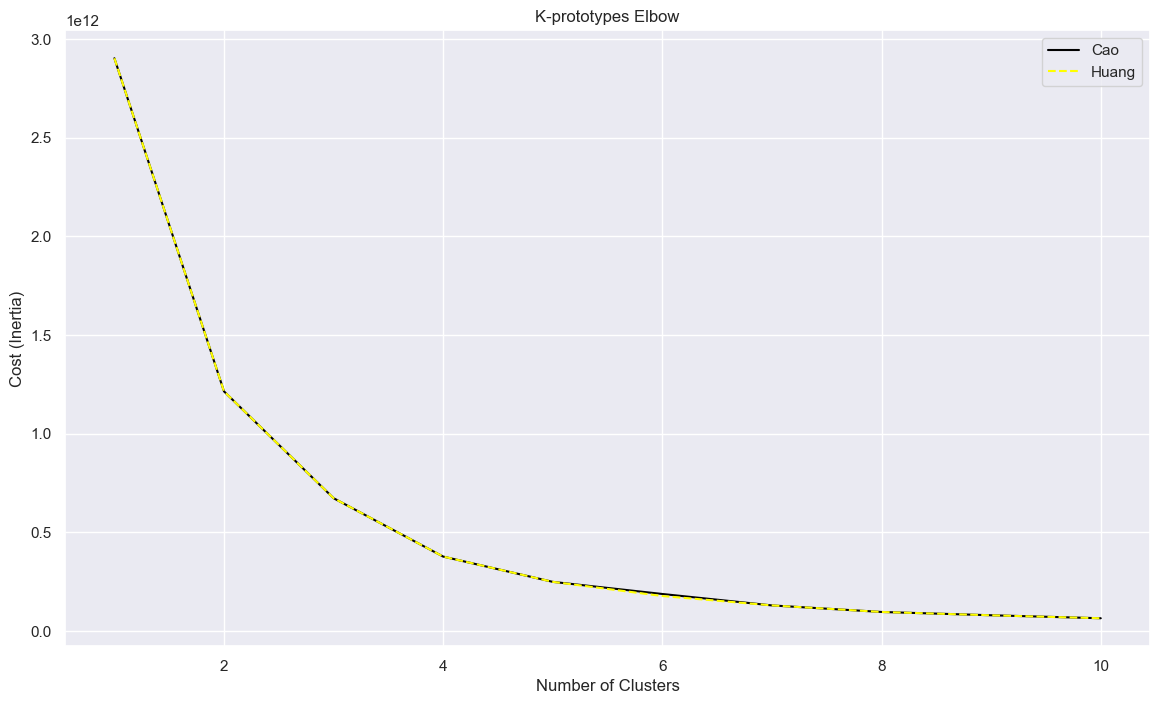 K-prototypes Elbow
1e12
Cao
Huang
3.0
2.5
2.0
1.5
1.0
0.5
0.0
Cost (Inertia)
2
4
6
8
10
Number of Clusters